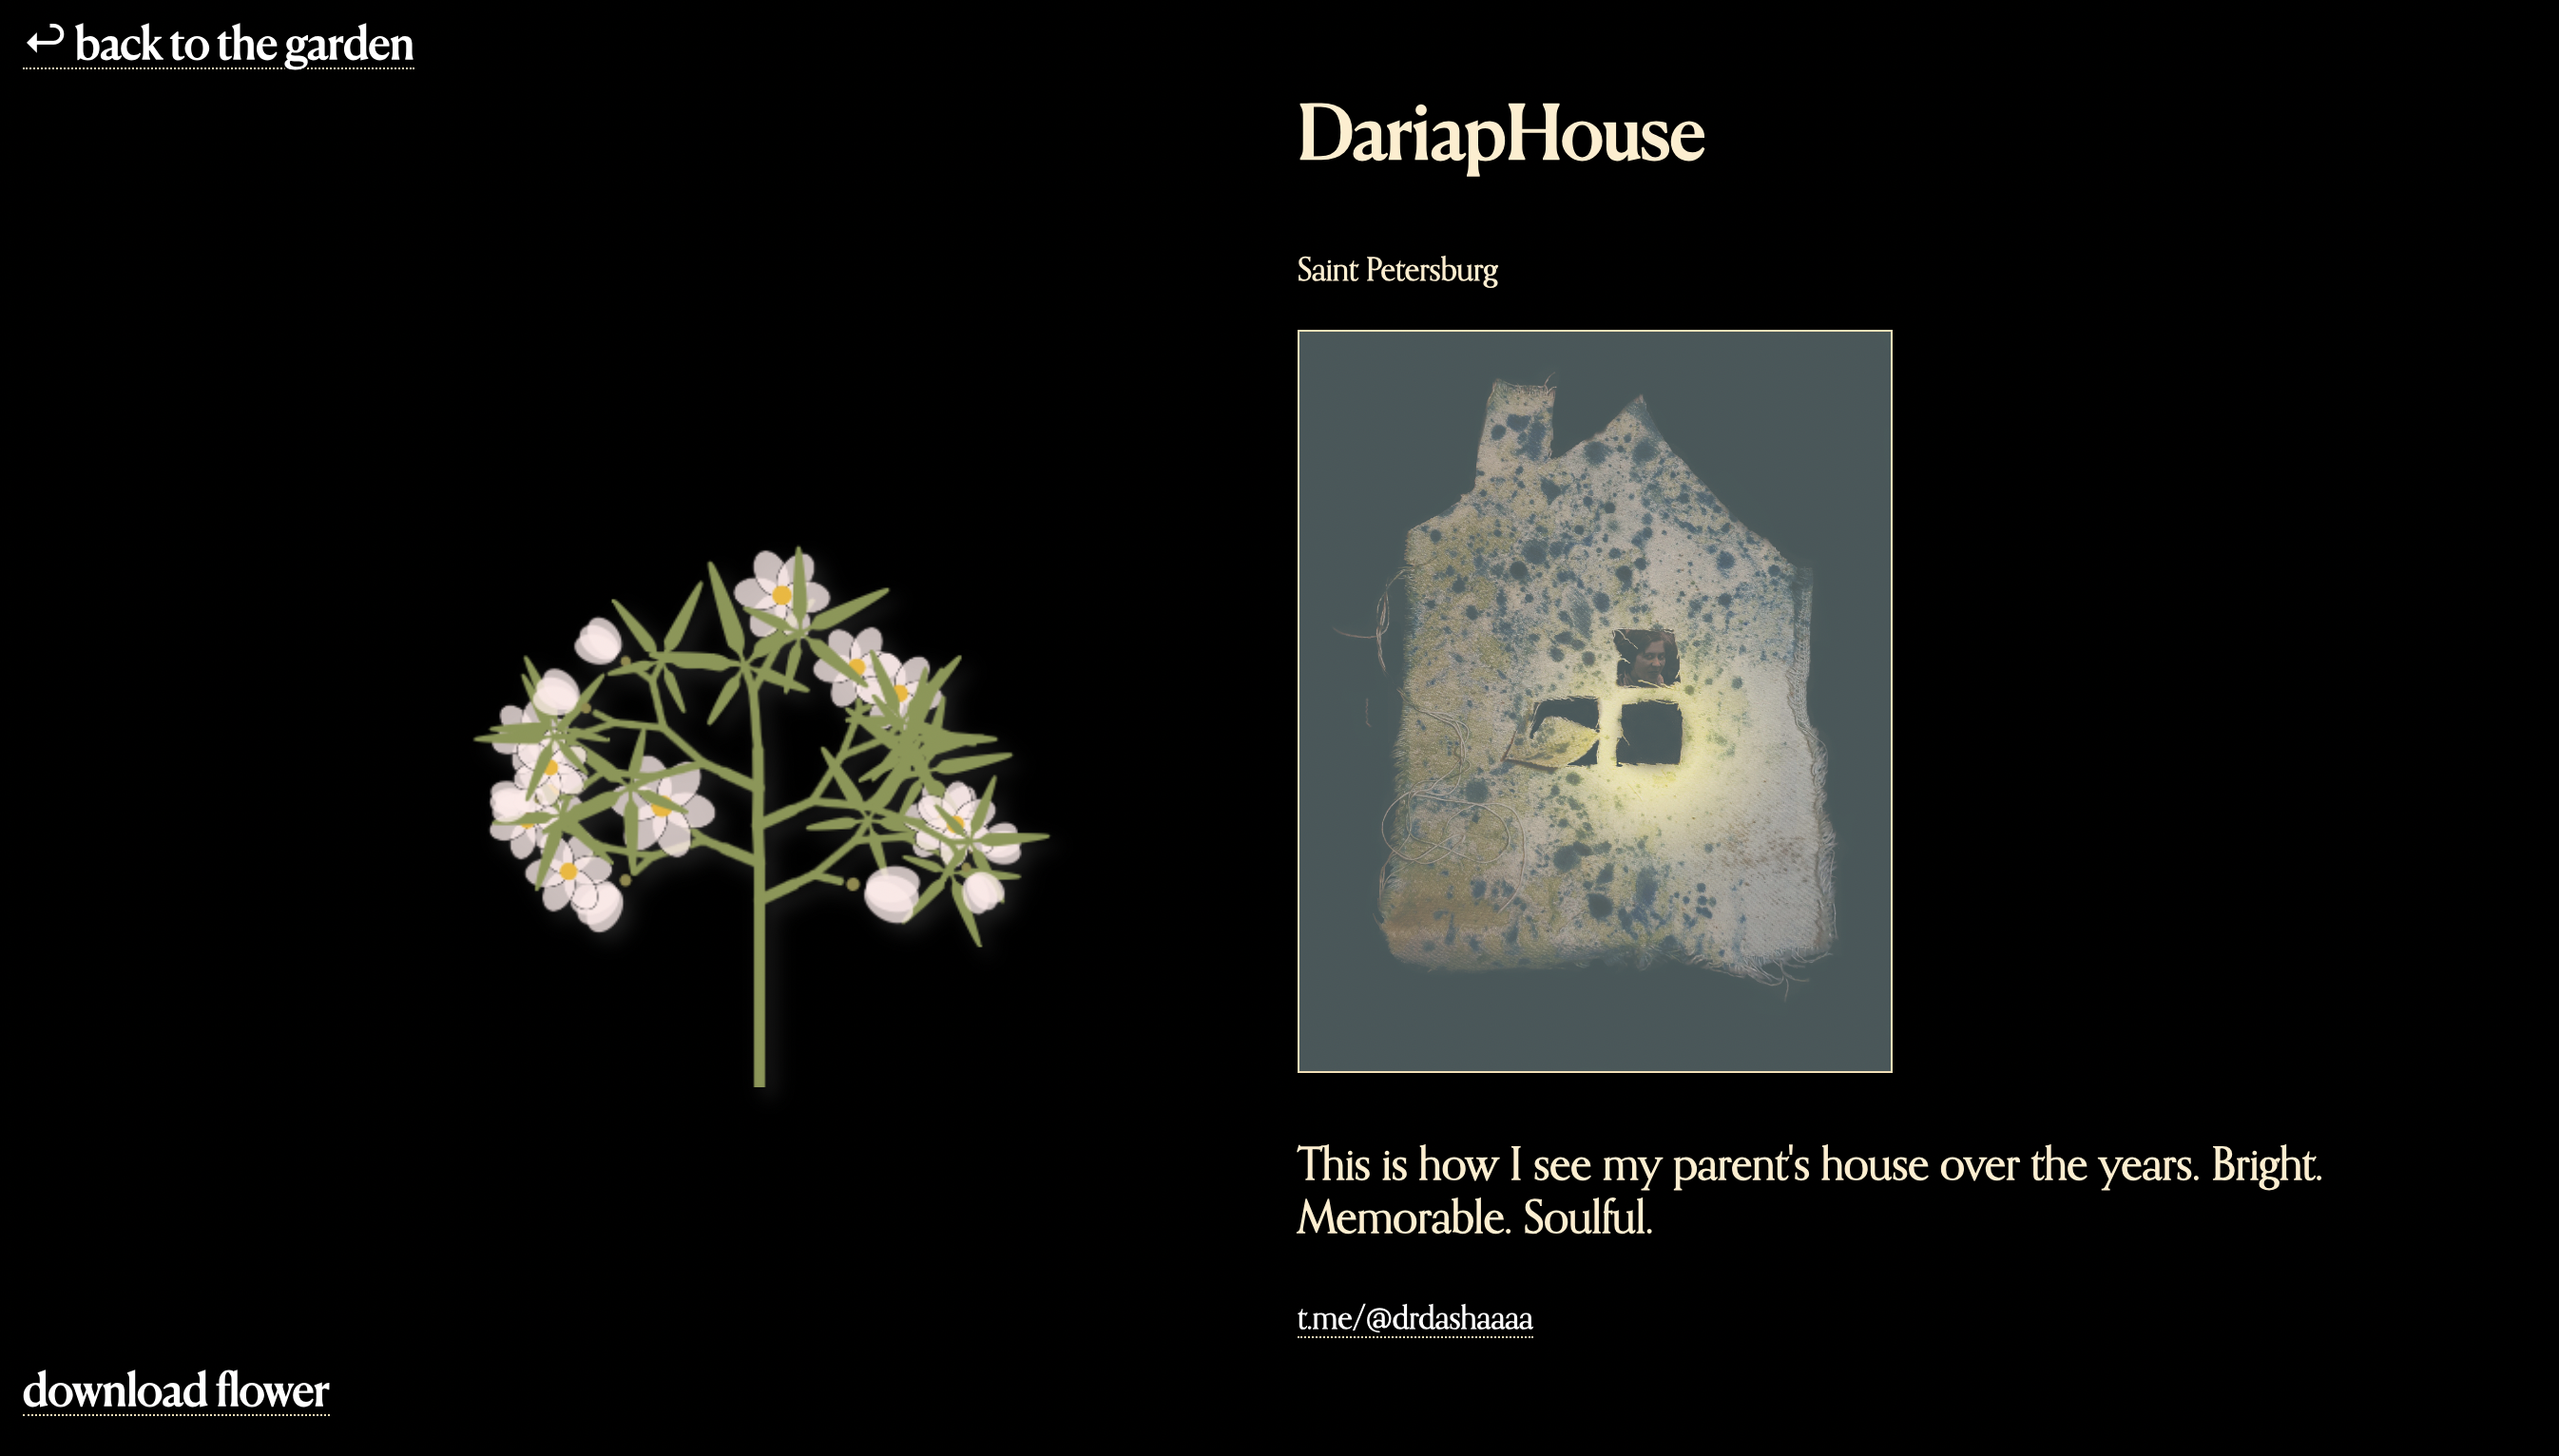 ↩ back to the garden
DariapHouse
Saint Petersburg
This is how I see my parent's house over the years. Bright.
Memorable. Soulful.
t.me/@drdashaaaa
download flower